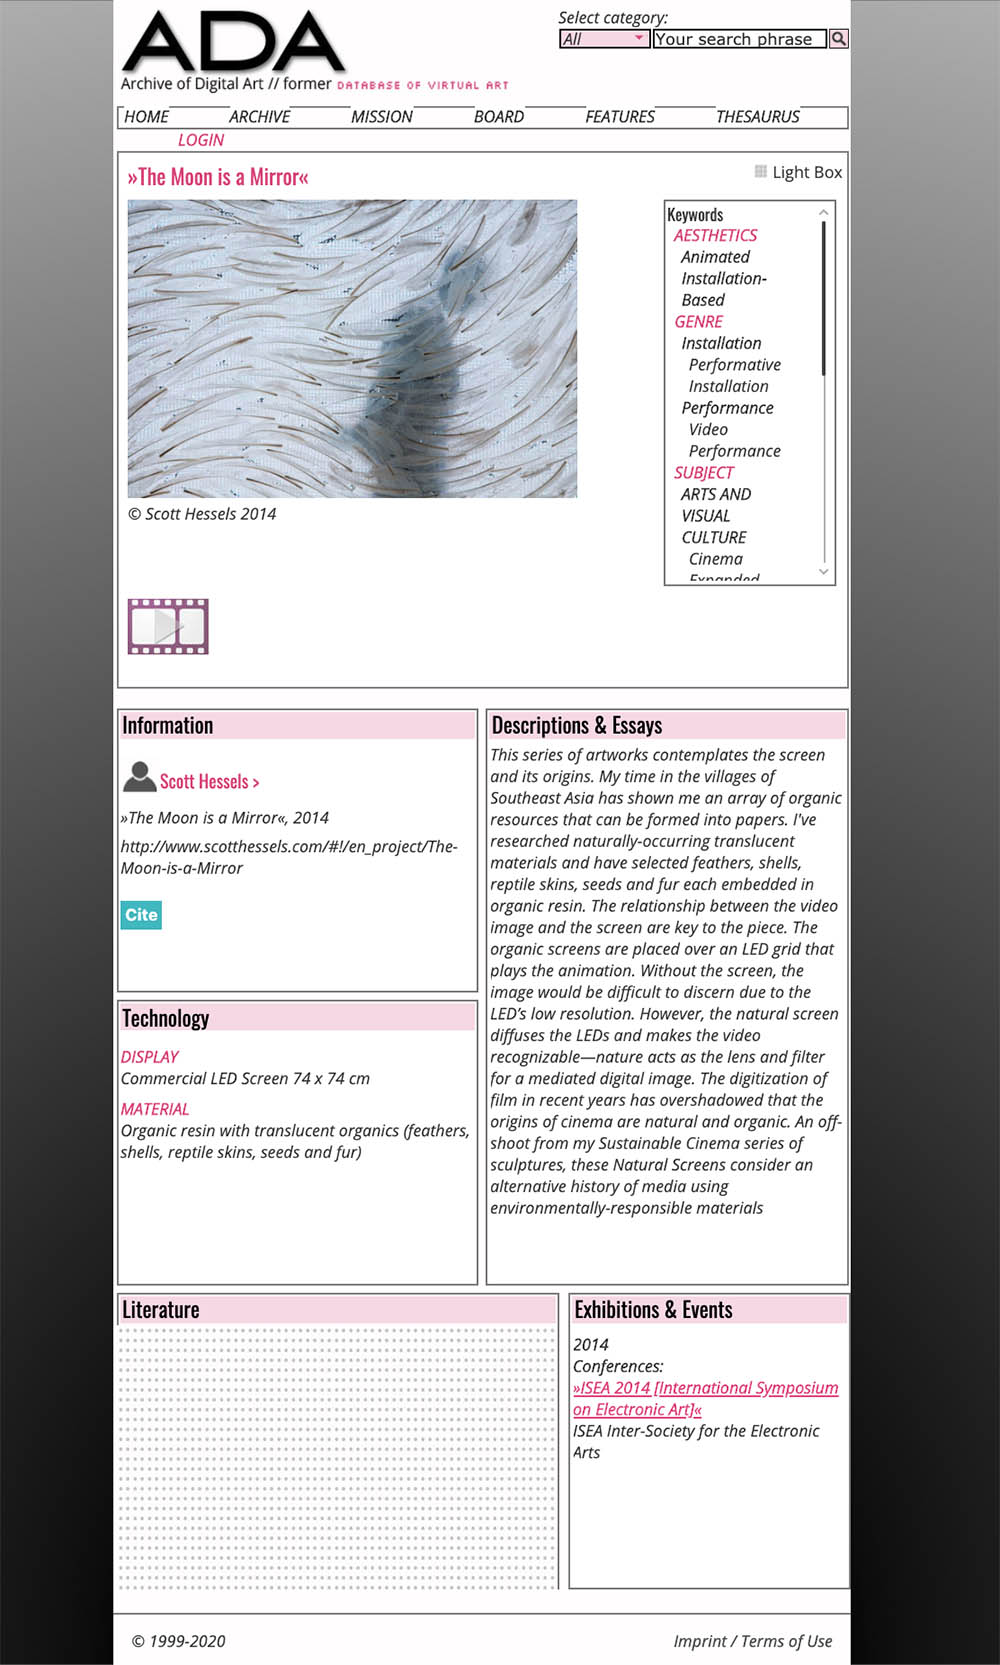 ADA
Archive of Digital Art // former DATABASE OF VIRTUAL ART
Select category:
All
Your search phrase
HOME
ARCHIVE
MISSION
BOARD
FEATURES
THESAURUS
LOGIN
»The Moon is a Mirror«
Light Box
© Scott Hessels 2014
Keywords
AESTHETICS
Animated
Installation-
Based
GENRE
Installation
Performative
Installation
Performance
Video
Performance
SUBJECT
ARTS AND
VISUAL
CULTURE
Cinema
Expanded
Information
Scott Hessels >
»The Moon is a Mirror«, 2014
http://www.scotthessels.com/#!/en_project/The-
Moon-is-a-Mirror
Cite
Technology
DISPLAY
Commercial LED Screen 74 x 74 cm
MATERIAL
Organic resin with translucent organics (feathers,
shells, reptile skins, seeds and fur)
Descriptions & Essays
This series of artworks contemplates the screen
and its origins. My time in the villages of
Southeast Asia has shown me an array of organic
resources that can be formed into papers. I've
researched naturally-occurring translucent
materials and have selected feathers, shells,
reptile skins, seeds and fur each embedded in
organic resin. The relationship between the video
image and the screen are key to the piece. The
organic screens are placed over an LED grid that
plays the animation. Without the screen, the
image would be difficult to discern due to the
LED’s low resolution. However, the natural screen
diffuses the LEDs and makes the video
recognizable—nature acts as the lens and filter
for a mediated digital image. The digitization of
film in recent years has overshadowed that the
origins of cinema are natural and organic. An off-
shoot from my Sustainable Cinema series of
sculptures, these Natural Screens consider an
alternative history of media using
environmentally-responsible materials
Literature
Exhibitions & Events
2014
Conferences:
»ISEA 2014 [International Symposium
on Electronic Art]«
ISEA Inter-Society for the Electronic
Arts
© 1999-2020
Imprint / Terms of Use